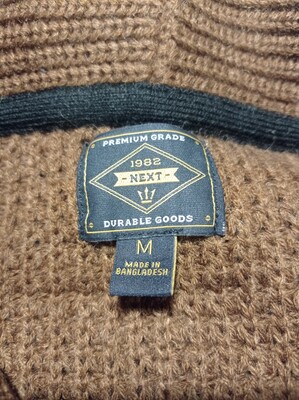 PREMIUM GRADE
1982
-NEXT-
DURABLE GOODS
M
MADE IN
BANGLADESH